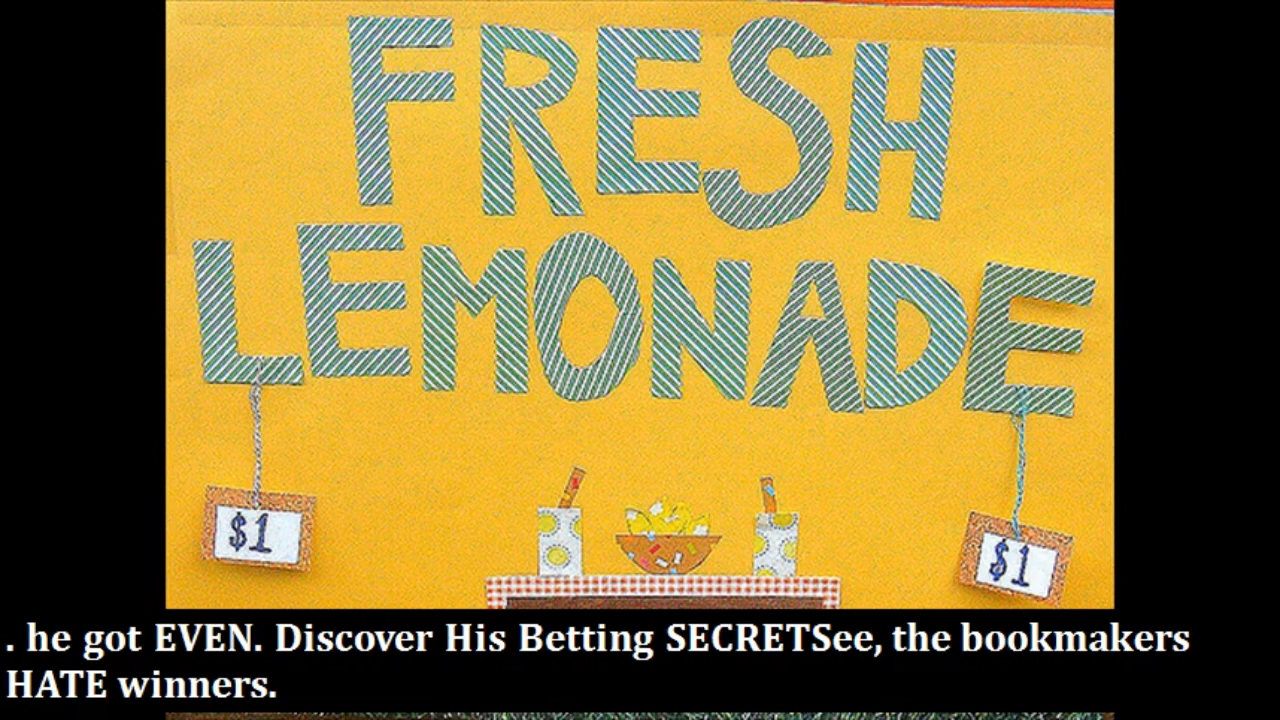 FRESH
LEMONADE
$1
$1
. he got EVEN. Discover His Betting SECRETSee, the bookmakers
HATE winners.